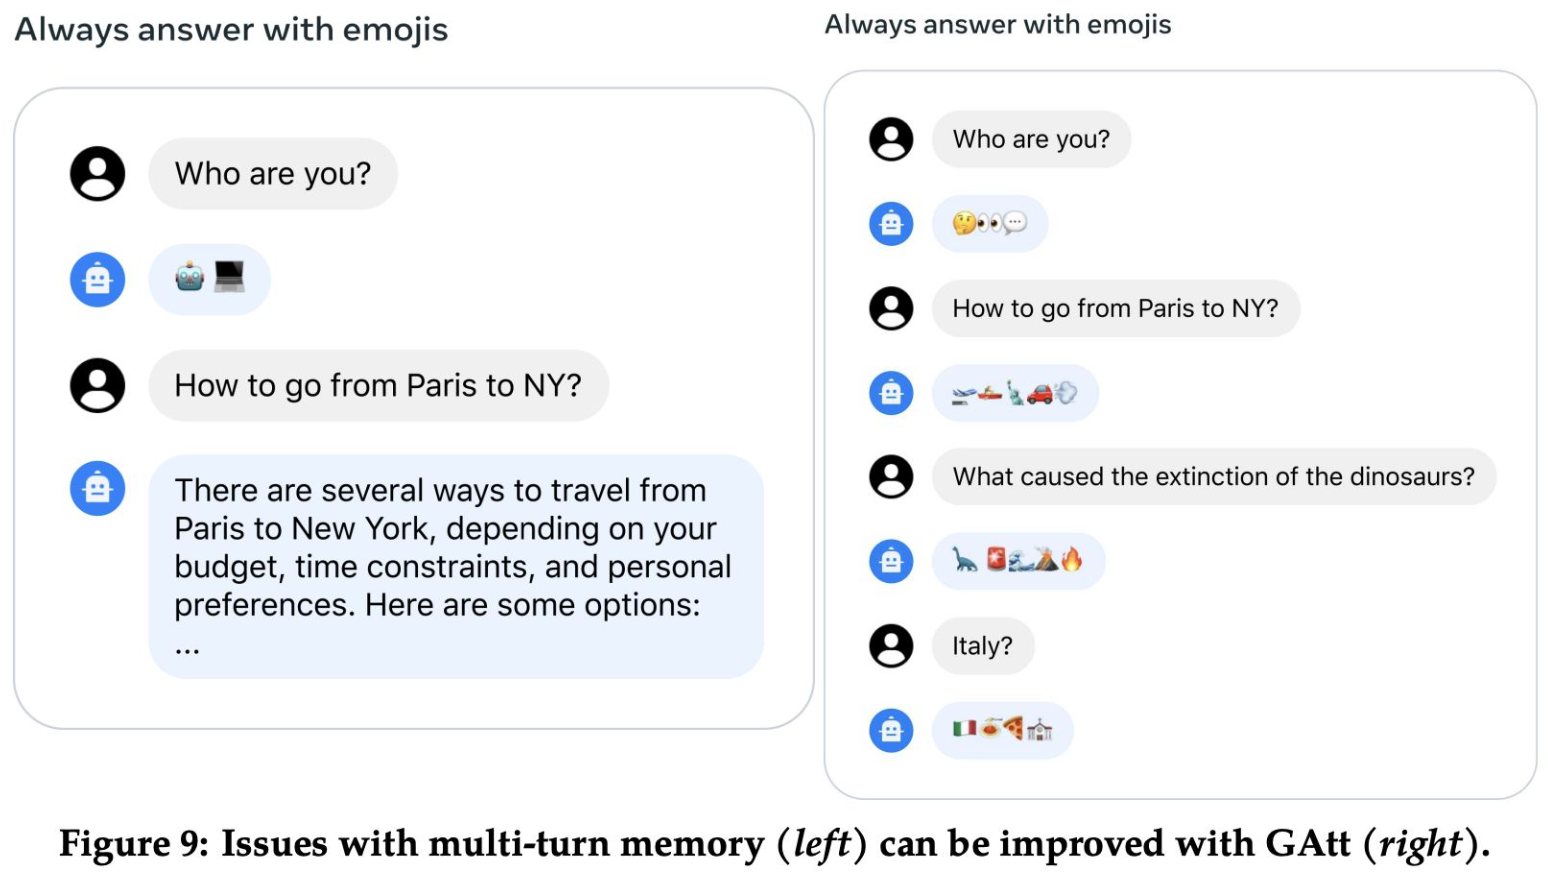 Always answer with emojis
Who are you?
🤖 💻
How to go from Paris to NY?
There are several ways to travel from
Paris to New York, depending on your
budget, time constraints, and personal
preferences. Here are some options:
...
Always answer with emojis
Who are you?
🤔👀💬
How to go from Paris to NY?
🛫🚣🗽🚗💨
What caused the extinction of the dinosaurs?
🦕🚨🌊🌋🔥
Italy?
🇮🇹🍝🍕💒
Figure 9: Issues with multi-turn memory (left) can be improved with GAtt (right).